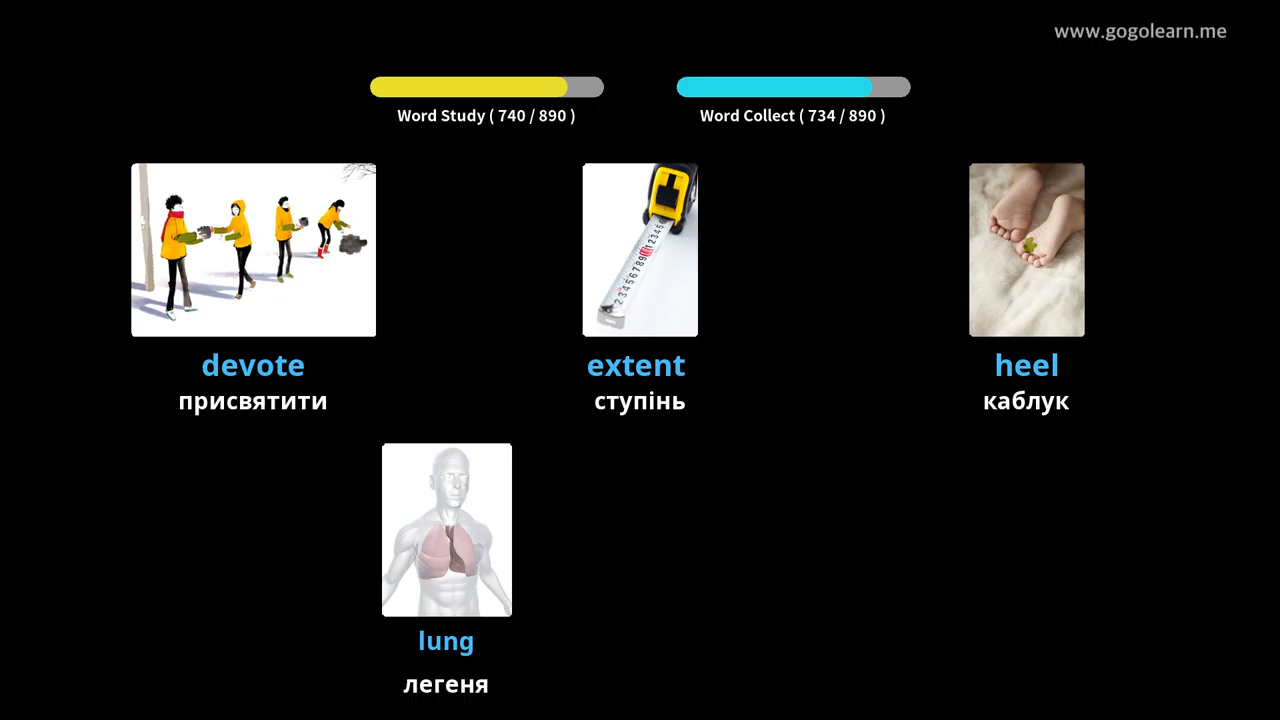 www.gogolearn.me
Word Study ( 740 / 890 )
Word Collect ( 734 / 890 )
devote
присвятити
extent
ступінь
heel
каблук
lung
легеня